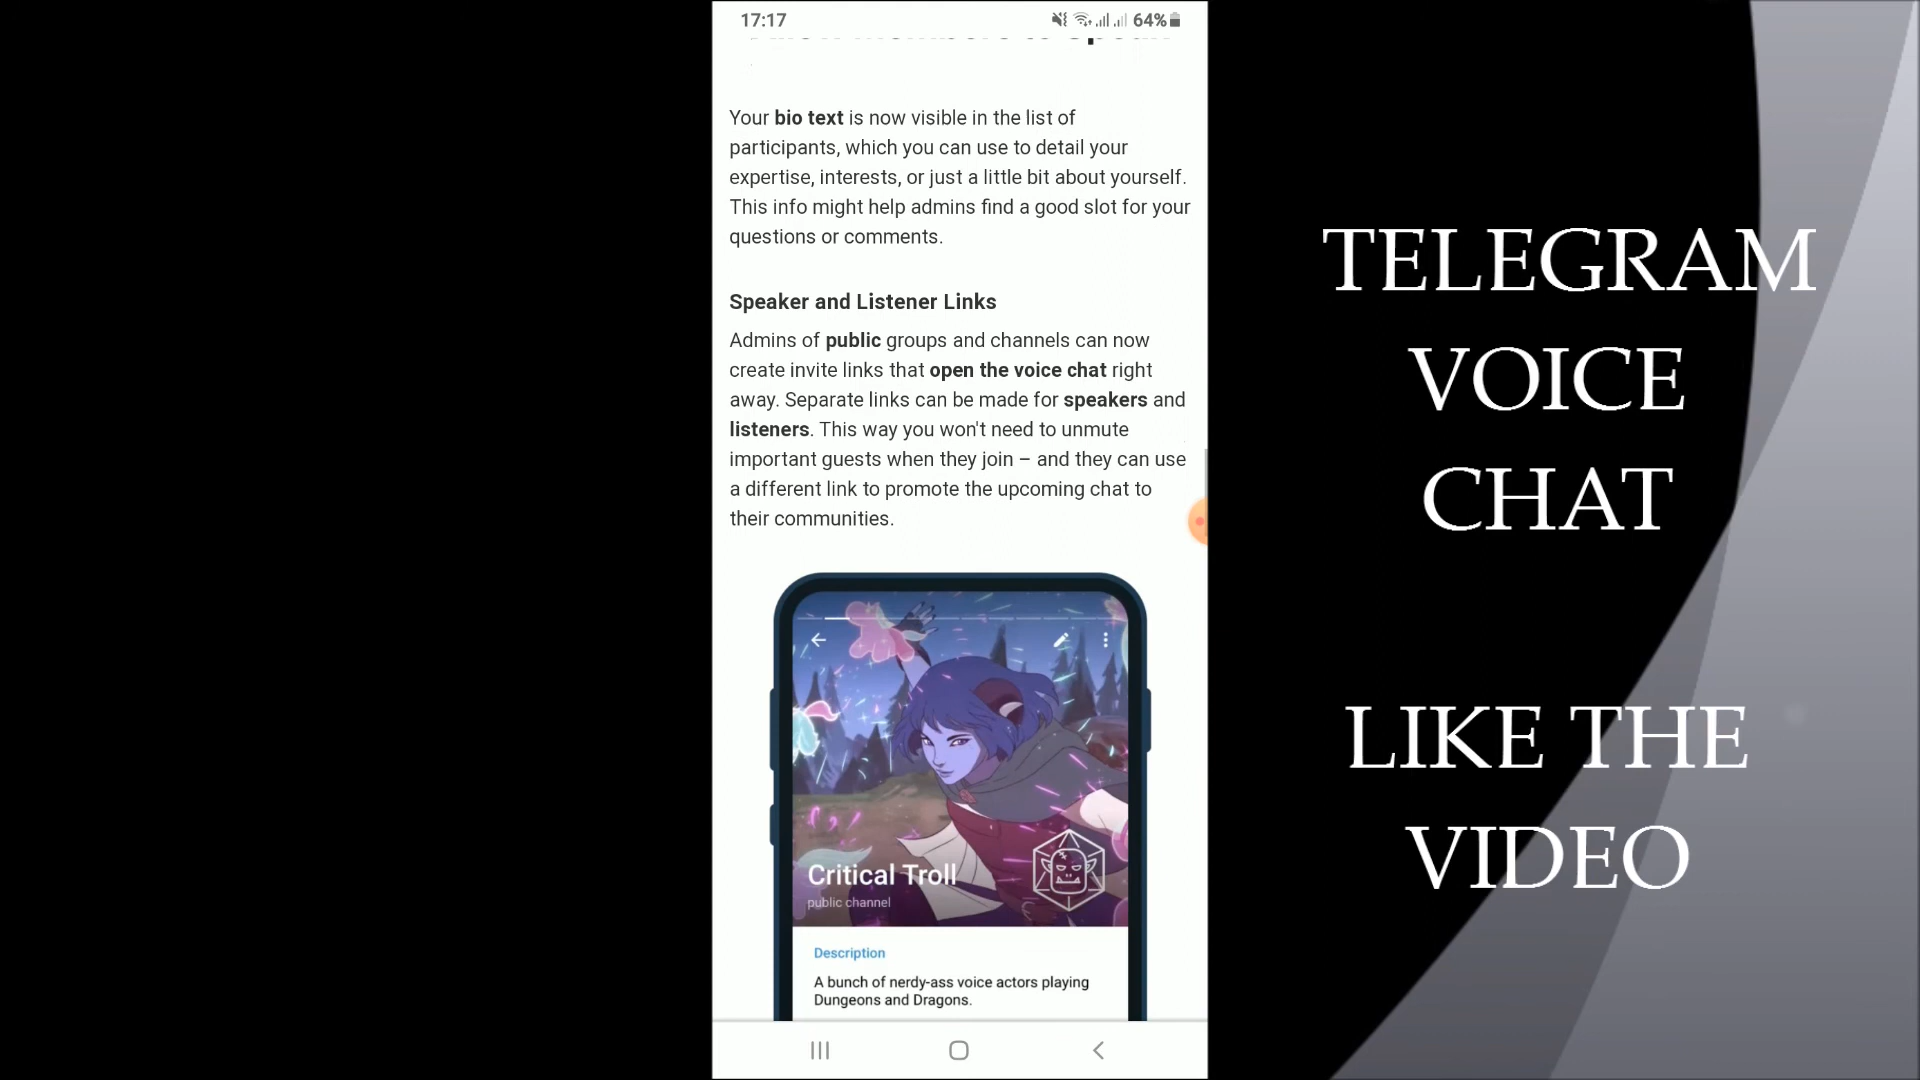 17:17
64%
Your bio text is now visible in the list of
participants, which you can use to detail your
expertise, interests, or just a little bit about yourself.
This info might help admins find a good slot for your
questions or comments.
Speaker and Listener Links
Admins of public groups and channels can now
create invite links that open the voice chat right
away. Separate links can be made for speakers and
listeners. This way you won't need to unmute
important guests when they join – and they can use
a different link to promote the upcoming chat to
their communities.
Critical Troll
public channel
Description
A bunch of nerdy-ass voice actors playing
Dungeons and Dragons.
TELEGRAM
VOICE
CHAT
LIKE THE
VIDEO